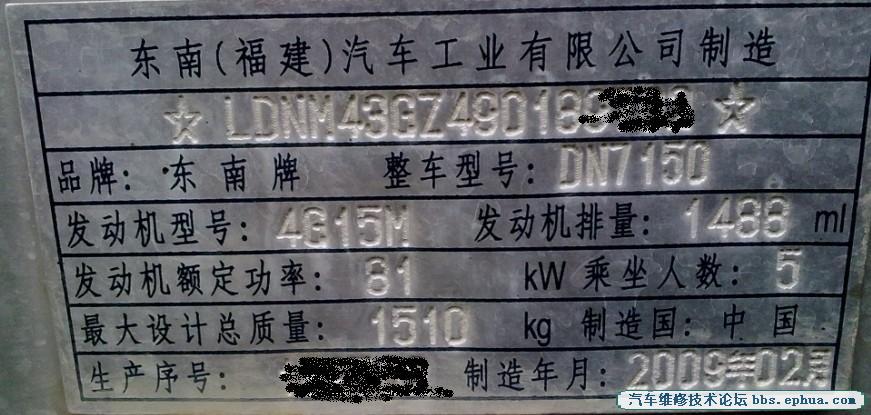 东南(福建)汽车工业有限公司制造
☆ LDNM43GZ490189 ☆
品牌: 东南牌 整车型号: DN7150
发动机型号: 4G15M 发动机排量: 1488 ml
发动机额定功率: 81 kW 乘坐人数: 5
最大设计总质量: 1510 kg 制造国: 中国
生产序号: 制造年月: 2009年02月
汽车维修技术论坛 bbs.ephua.com